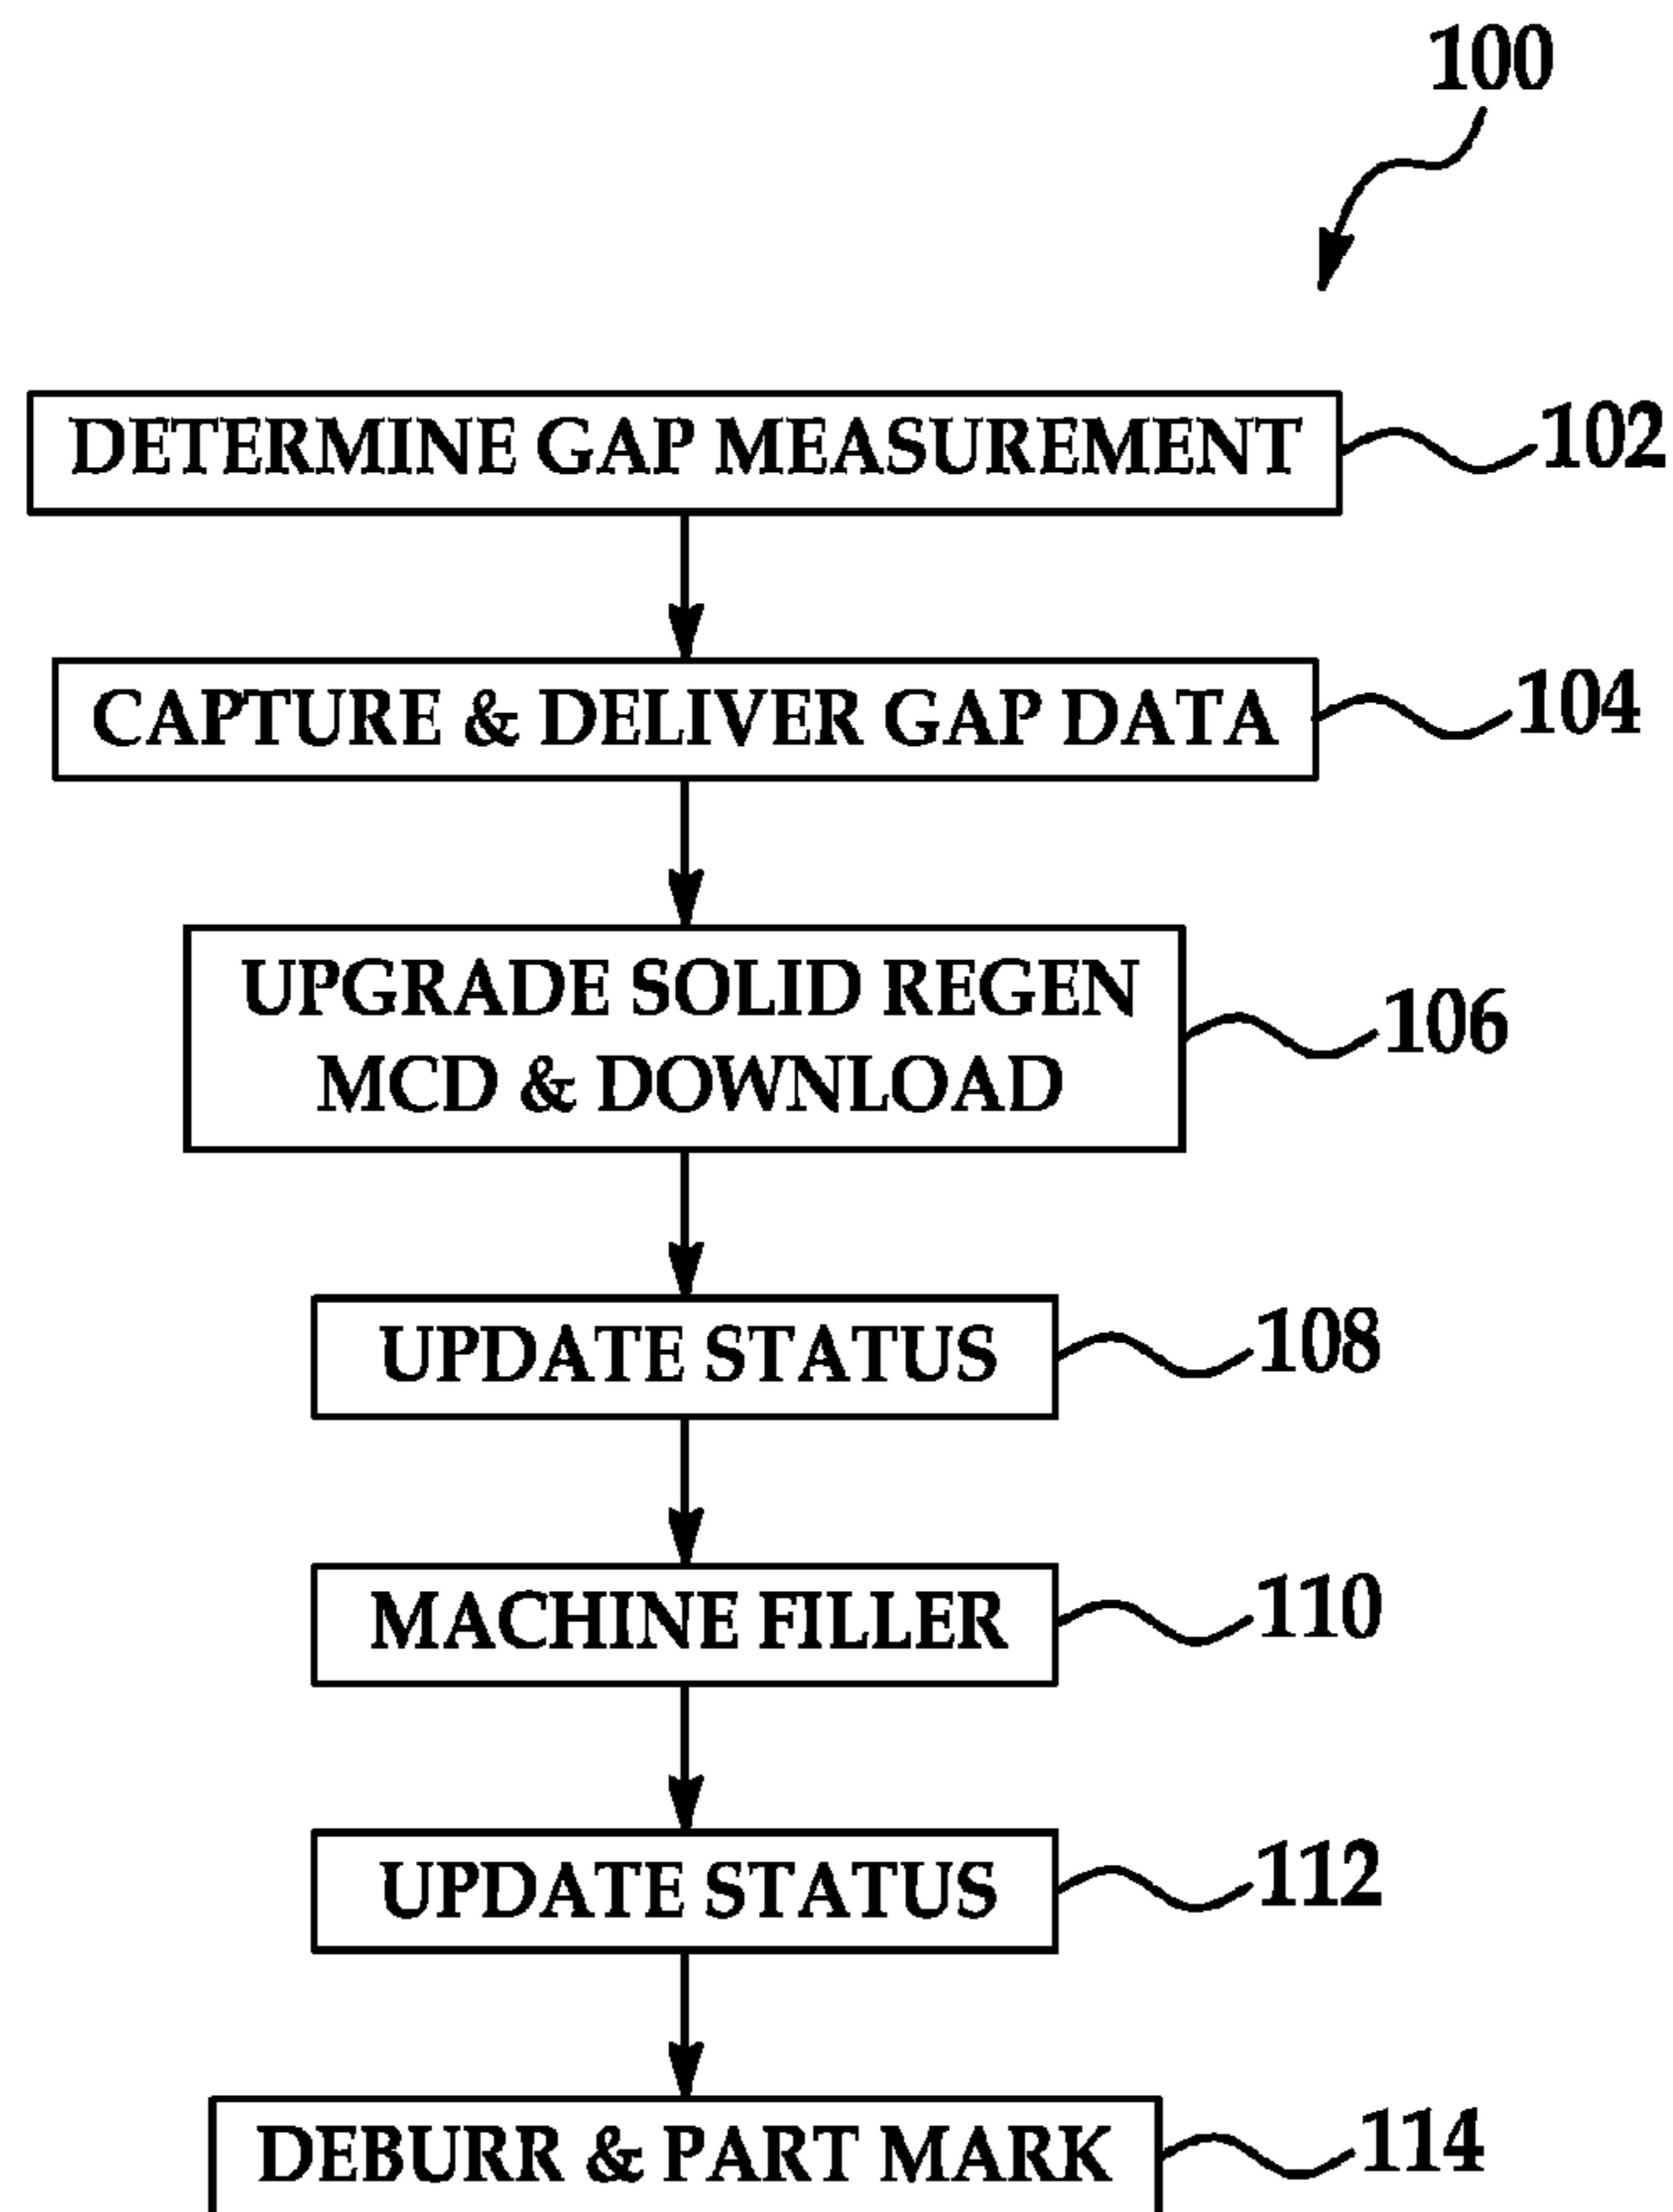 100
DETERMINE GAP MEASUREMENT 102
CAPTURE & DELIVER GAP DATA 104
UPGRADE SOLID REGEN
MCD & DOWNLOAD 106
UPDATE STATUS 108
MACHINE FILLER 110
UPDATE STATUS 112
DEBURR & PART MARK 114